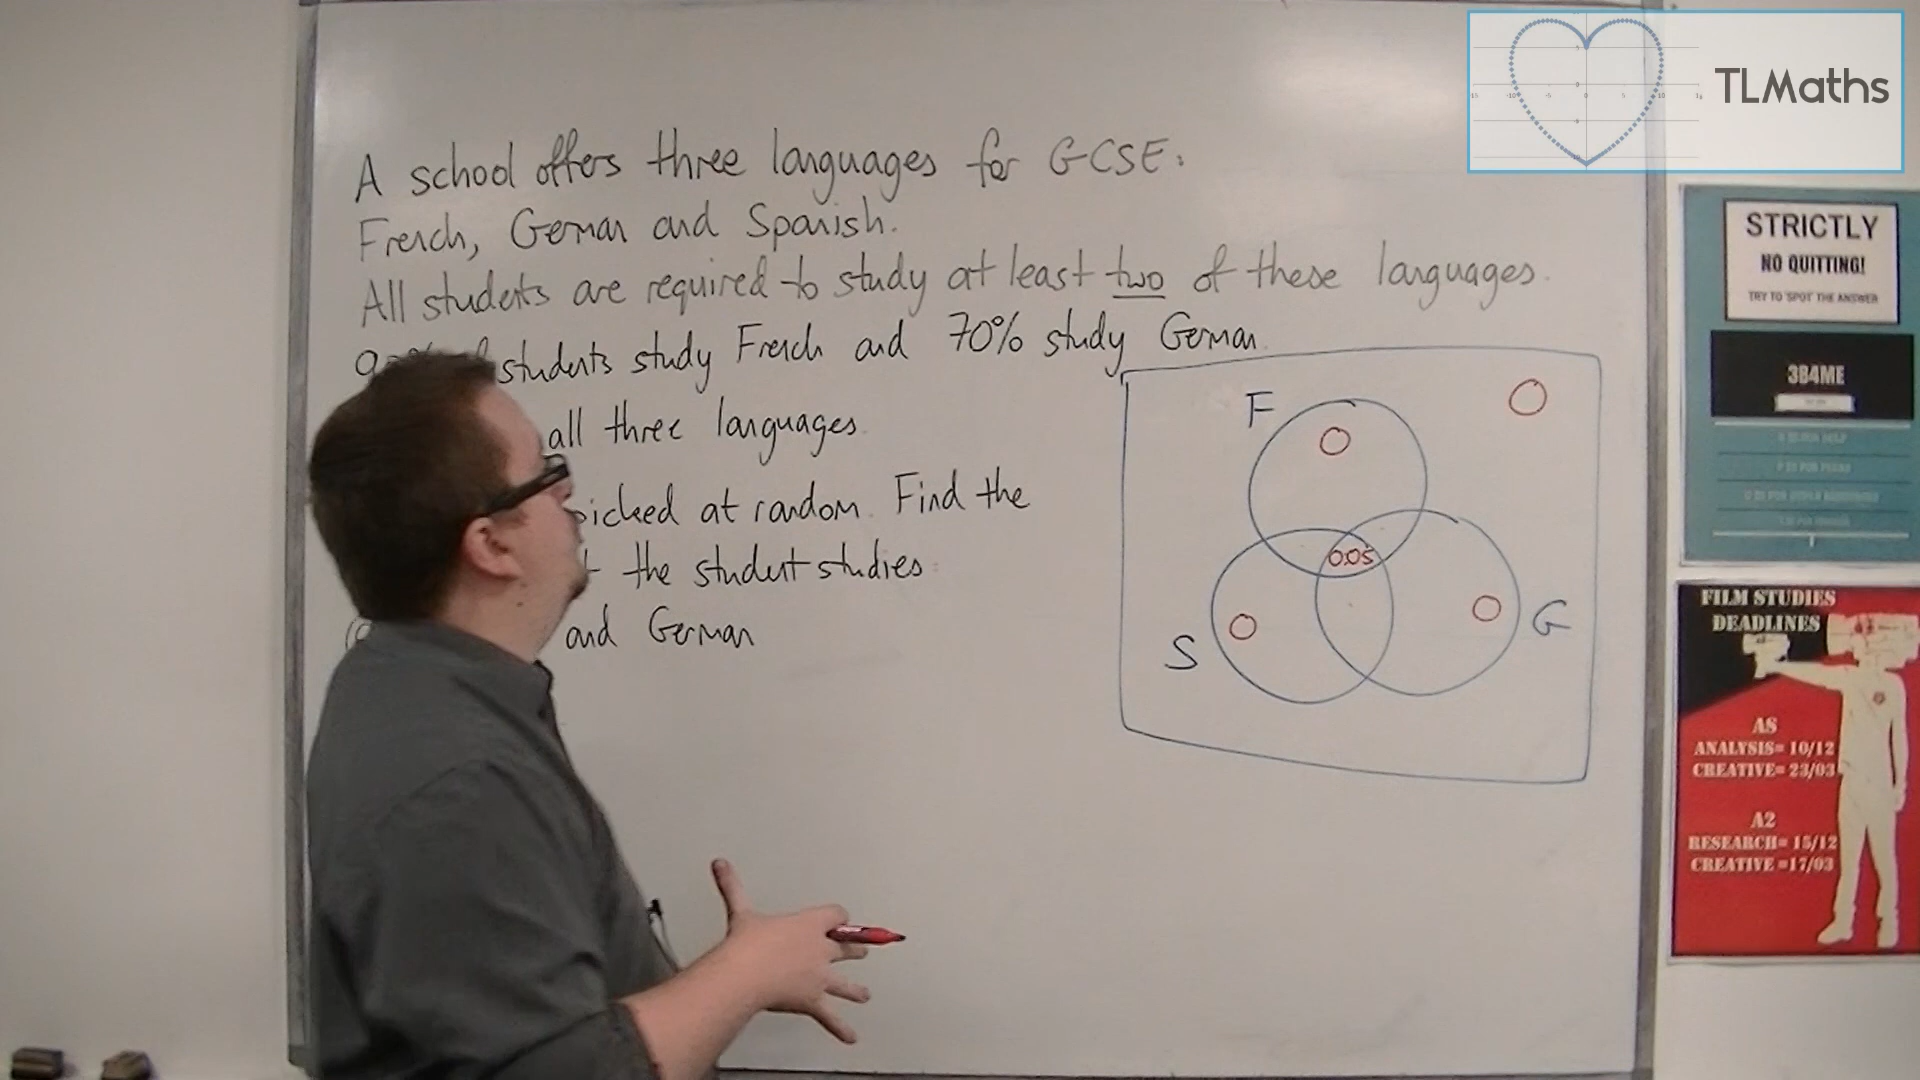 TLMaths
A school offers three languages for GCSE:
French, German and Spanish.
All students are required to study at least two of these languages.
students study French and 70% study German.
all three languages.
picked at random. Find the
the student studies
and German
F
0
0
0.05
0
0
S
G
STRICTLY
NO QUITTING!
TRY TO SPOT THE ANSWER
3B4ME
FILM STUDIES
DEADLINES
AS
ANALYSIS= 10/12
CREATIVE= 23/03
A2
RESEARCH= 15/12
CREATIVE =17/03